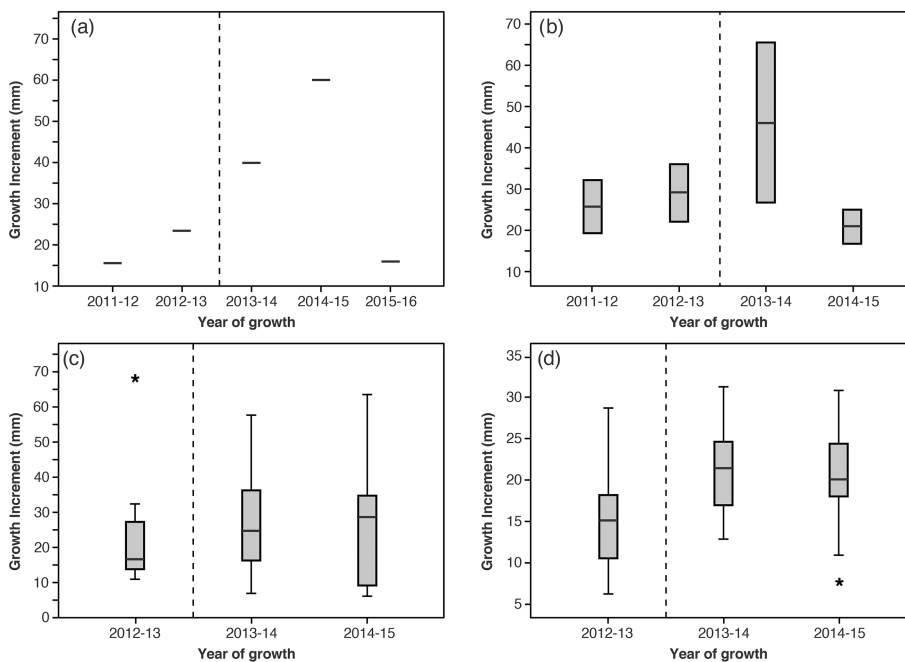 (a)
Growth Increment (mm)
70
60
50
40
30
20
10
2011-12 2012-13 2013-14 2014-15 2015-16
Year of growth
(b)
Growth Increment (mm)
70
60
50
40
30
20
10
2011-12 2012-13 2013-14 2014-15
Year of growth
(c)
Growth Increment (mm)
70
60
50
40
30
20
10
0
*
2012-13 2013-14 2014-15
Year of growth
(d)
Growth Increment (mm)
35
30
25
20
15
10
5
*
2012-13 2013-14 2014-15
Year of growth